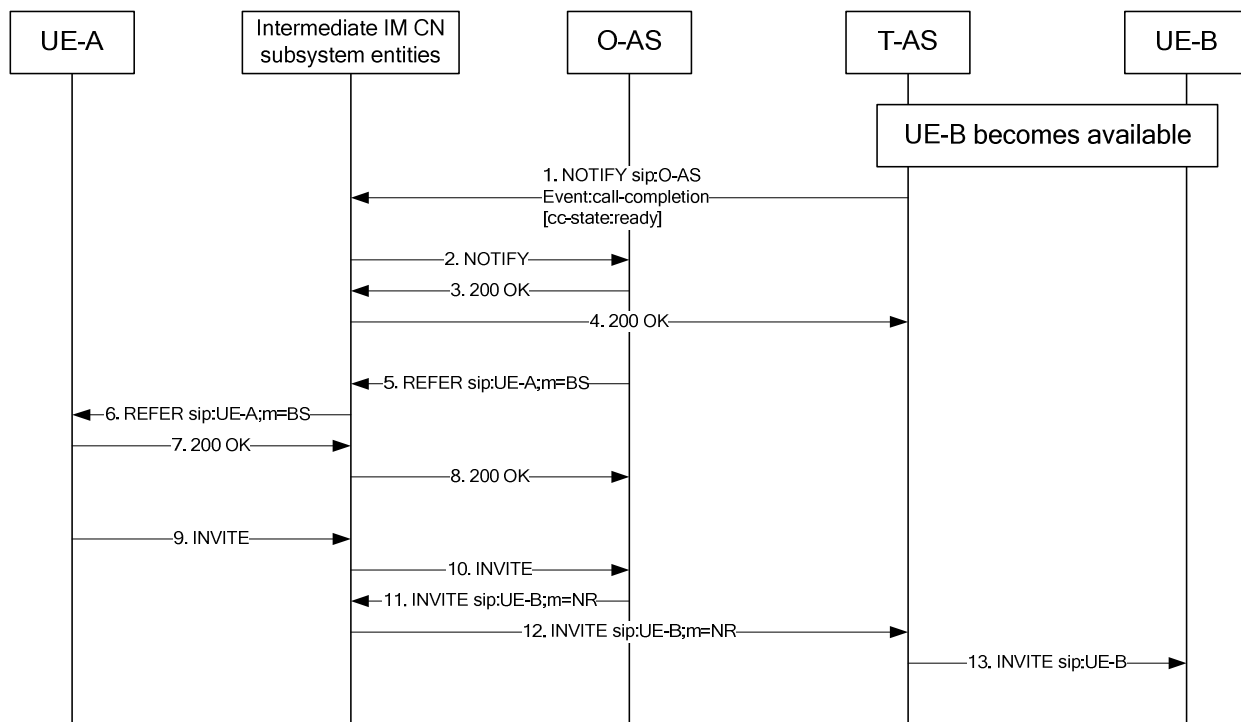 UE-A
Intermediate IM CN
subsystem entities
O-AS
T-AS
UE-B
UE-B becomes available
1. NOTIFY sip:O-AS
Event:call-completion
[cc-state:ready]
2. NOTIFY
3. 200 OK
4. 200 OK
5. REFER sip:UE-A;m=BS
6. REFER sip:UE-A;m=BS
7. 200 OK
8. 200 OK
9. INVITE
10. INVITE
11. INVITE sip:UE-B;m=NR
12. INVITE sip:UE-B;m=NR
13. INVITE sip:UE-B